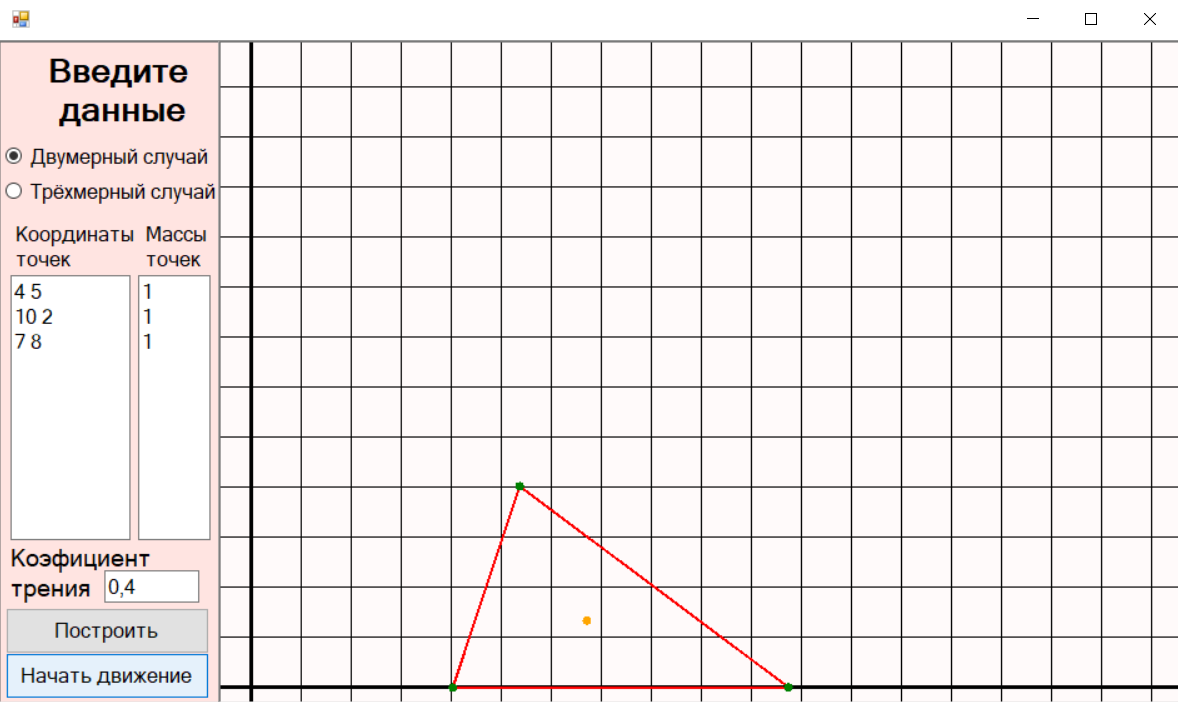 Введите
данные
Двумерный случай
Трёхмерный случай
Координаты точек
Массы точек
4 5
10 2
7 8
1
1
1
Коэфициент
трения 0,4
Построить
Начать движение